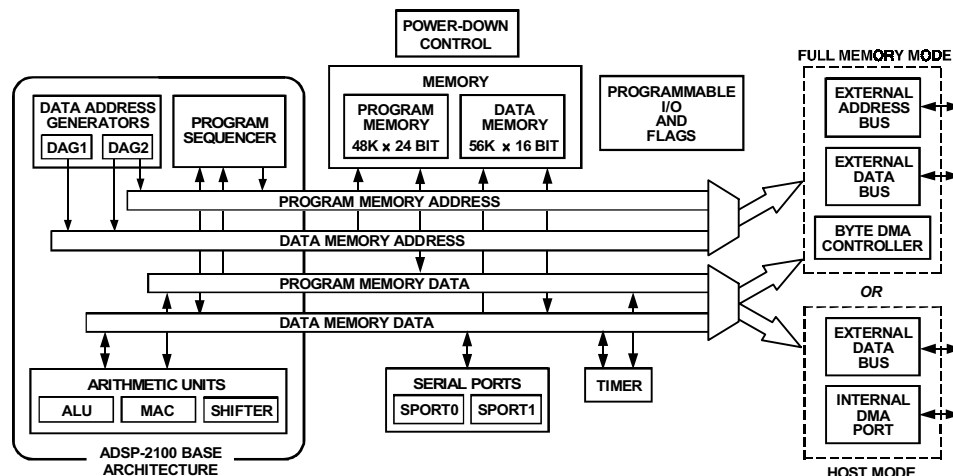 POWER-DOWN
CONTROL
FULL MEMORY MODE
MEMORY
DATA ADDRESS
GENERATORS
DAG1
DAG2
PROGRAM
SEQUENCER
PROGRAM
MEMORY
48K x 24 BIT
DATA
MEMORY
56K x 16 BIT
PROGRAMMABLE
I/O
AND
FLAGS
EXTERNAL
ADDRESS
BUS
EXTERNAL
DATA
BUS
BYTE DMA
CONTROLLER
PROGRAM MEMORY ADDRESS
DATA MEMORY ADDRESS
PROGRAM MEMORY DATA
DATA MEMORY DATA
OR
EXTERNAL
DATA
BUS
INTERNAL
DMA
PORT
HOST MODE
ARITHMETIC UNITS
ALU
MAC
SHIFTER
SERIAL PORTS
SPORT0
SPORT1
TIMER
ADSP-2100 BASE
ARCHITECTURE